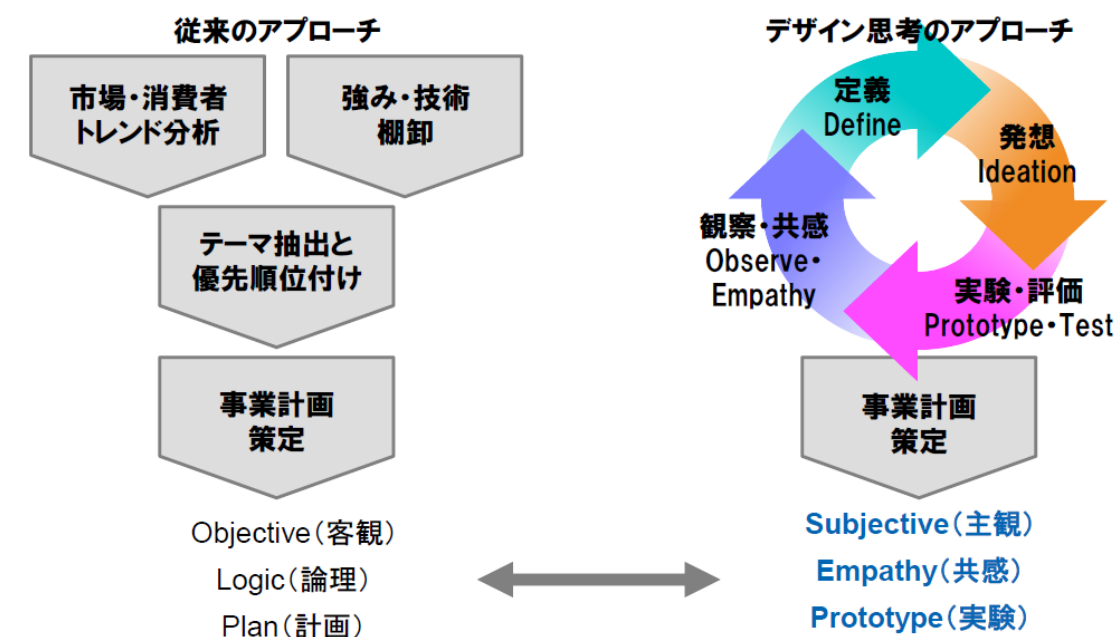 従来のアプローチ
市場・消費者
トレンド分析
強み・技術
棚卸
テーマ抽出と
優先順位付け
事業計画
策定
Objective（客観）
Logic（論理）
Plan（計画）
デザイン思考のアプローチ
定義
Define
発想
Ideation
実験・評価
Prototype・Test
観察・共感
Observe・
Empathy
事業計画
策定
Subjective（主観）
Empathy（共感）
Prototype（実験）